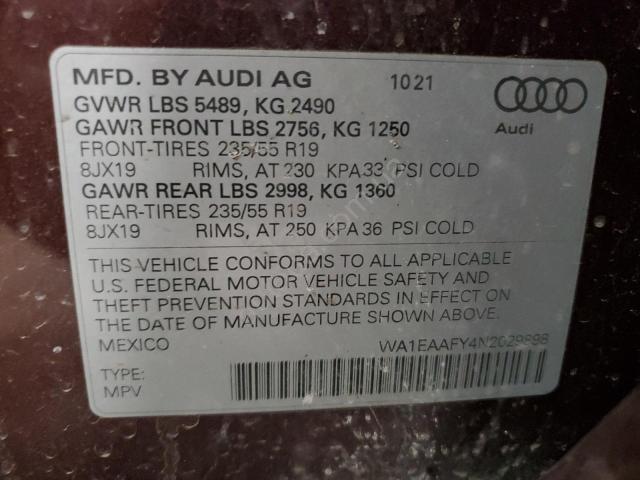 MFD. BY AUDI AG 10 21
GVWR LBS 5489, KG 2490
GAWR FRONT LBS 2756, KG 1250
FRONT-TIRES 235/55 R19
8JX19 RIMS, AT 230 KPA 33 PSI COLD
GAWR REAR LBS 2998, KG 1360
REAR-TIRES 235/55 R19
8JX19 RIMS, AT 250 KPA 36 PSI COLD
Audi
THIS VEHICLE CONFORMS TO ALL APPLICABLE
U.S. FEDERAL MOTOR VEHICLE SAFETY AND
THEFT PREVENTION STANDARDS IN EFFECT ON
THE DATE OF MANUFACTURE SHOWN ABOVE.
MEXICO WA1EAAFY4N2029898
TYPE:
MPV